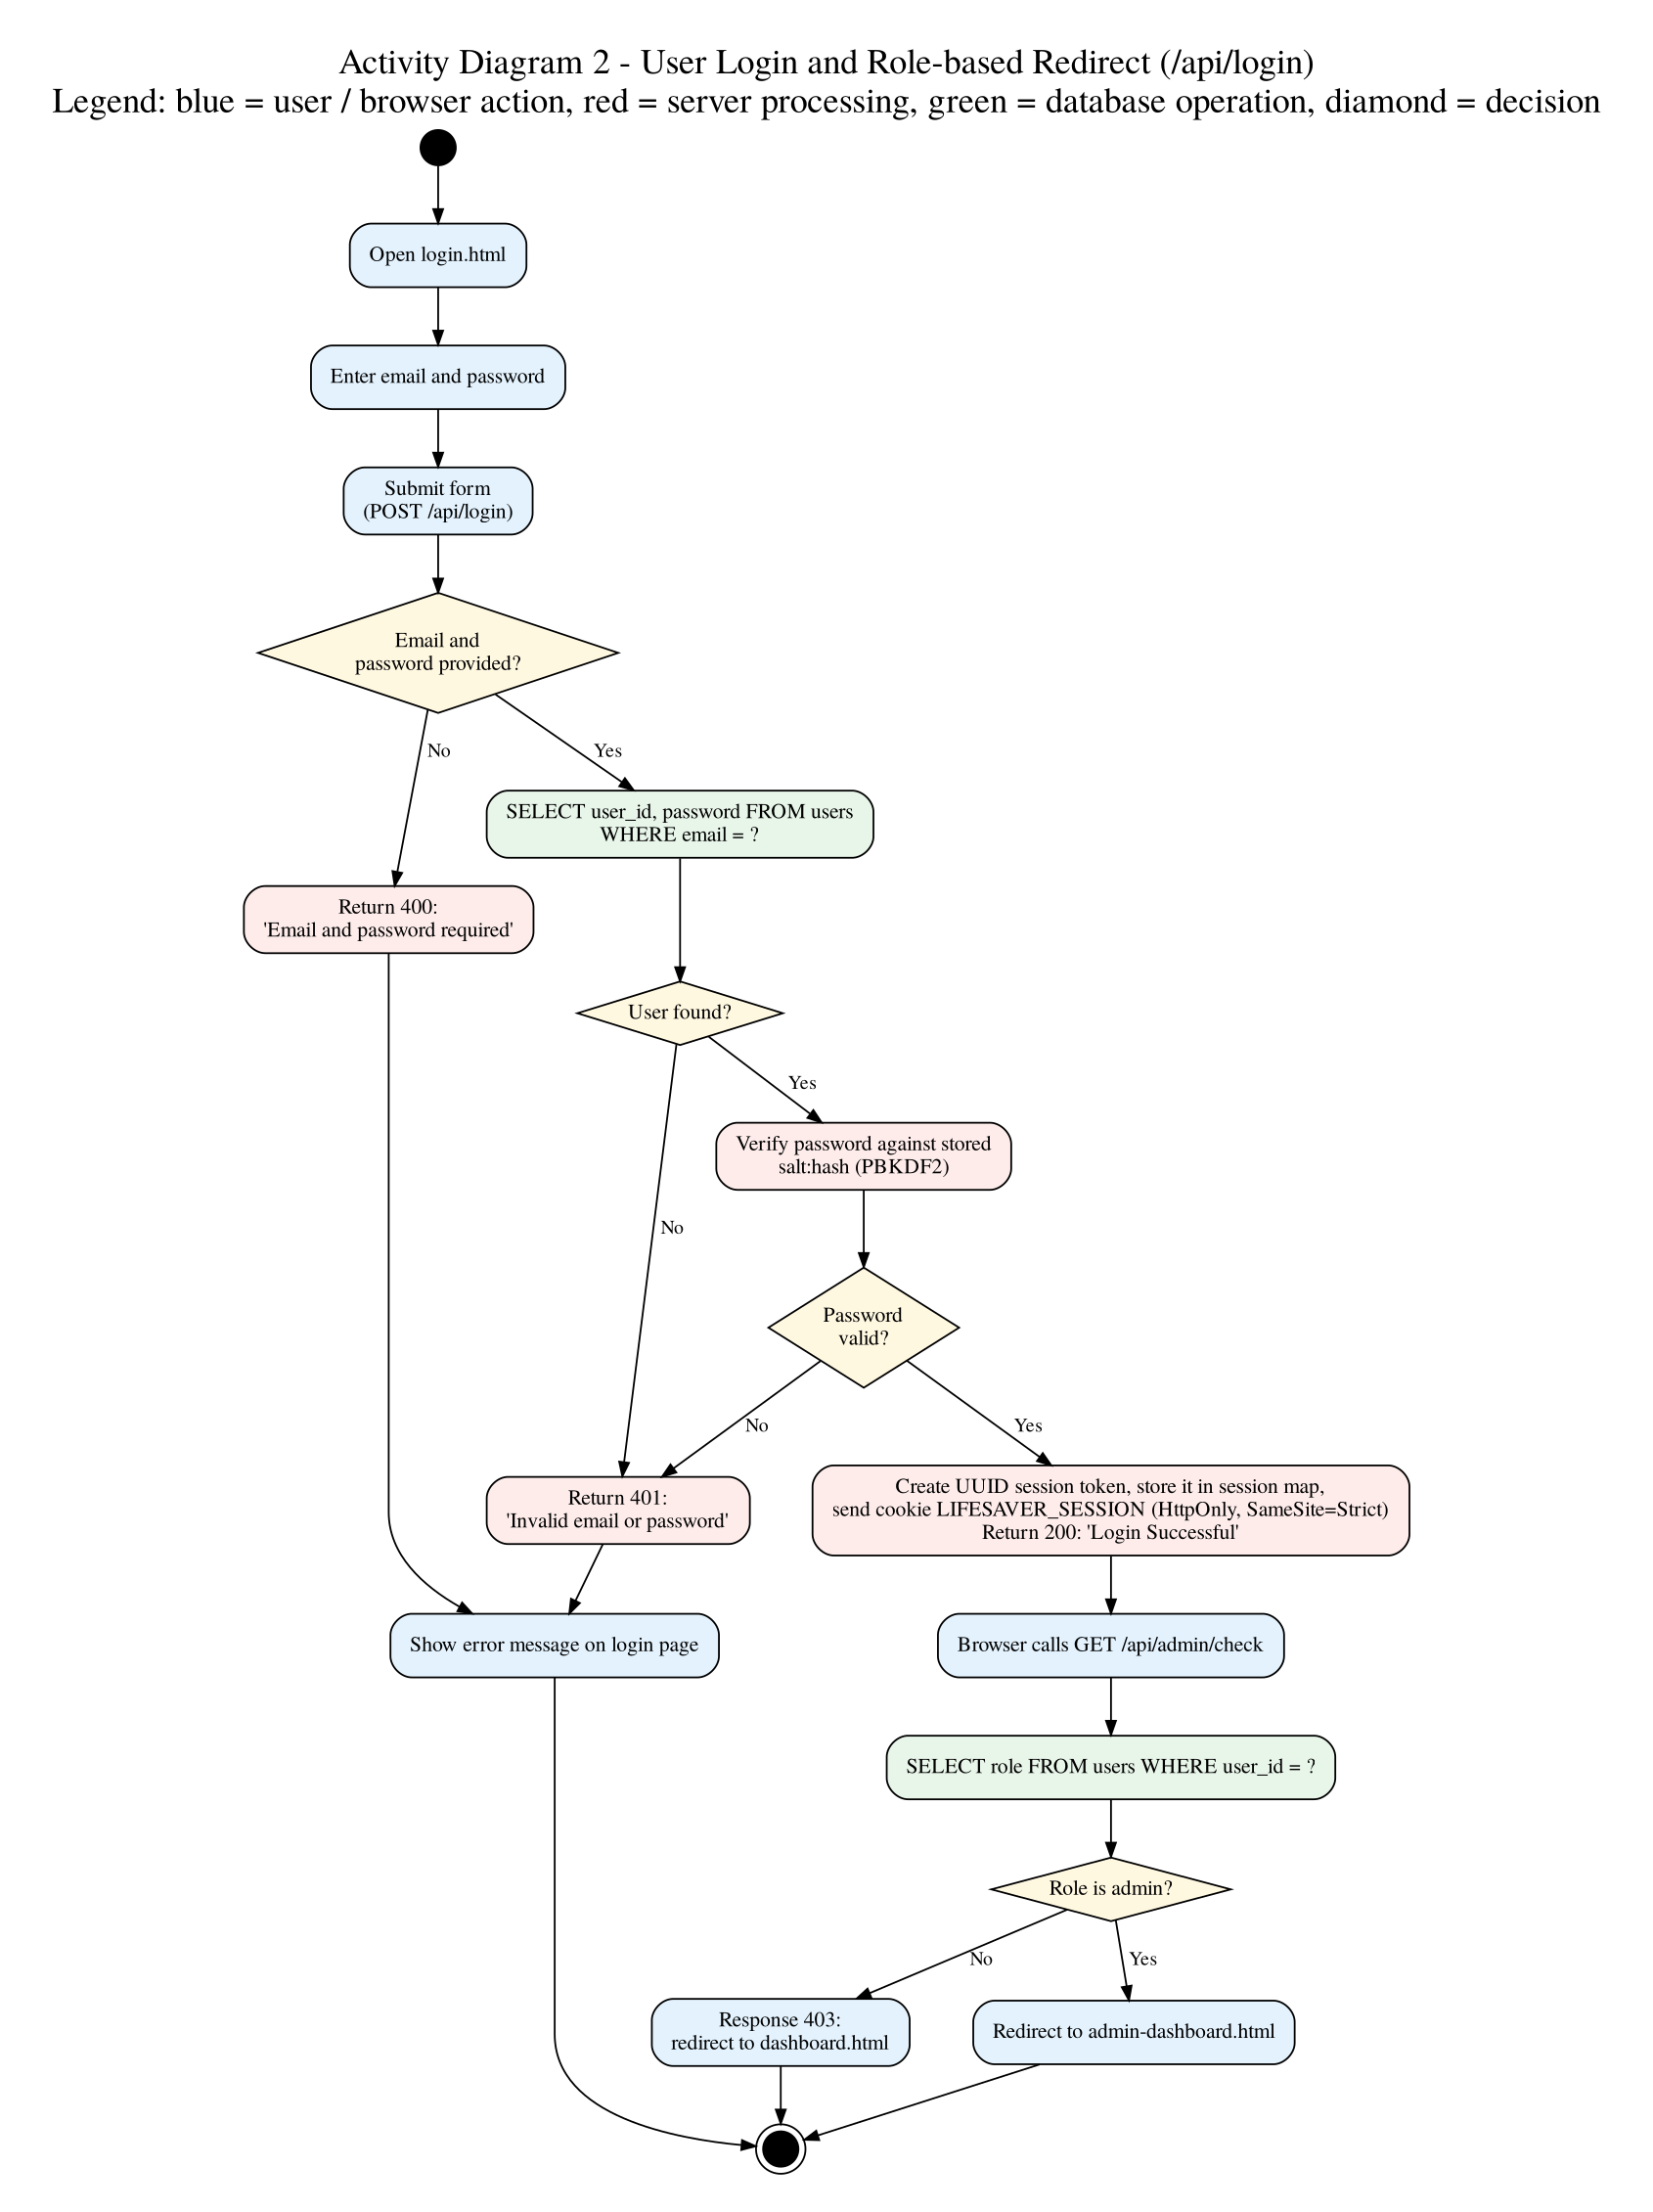 Activity Diagram 2 - User Login and Role-based Redirect (/api/login)
Legend: blue = user / browser action, red = server processing, green = database operation, diamond = decision
Open login.html
Enter email and password
Submit form
(POST /api/login)
Email and
password provided?
No
Yes
SELECT user_id, password FROM users
WHERE email = ?
Return 400:
'Email and password required'
User found?
Yes
Verify password against stored
salt:hash (PBKDF2)
No
Password
valid?
No
Yes
Return 401:
'Invalid email or password'
Create UUID session token, store it in session map,
send cookie LIFESAVER_SESSION (HttpOnly, SameSite=Strict)
Return 200: 'Login Successful'
Show error message on login page
Browser calls GET /api/admin/check
SELECT role FROM users WHERE user_id = ?
Role is admin?
No
Yes
Response 403:
redirect to dashboard.html
Redirect to admin-dashboard.html